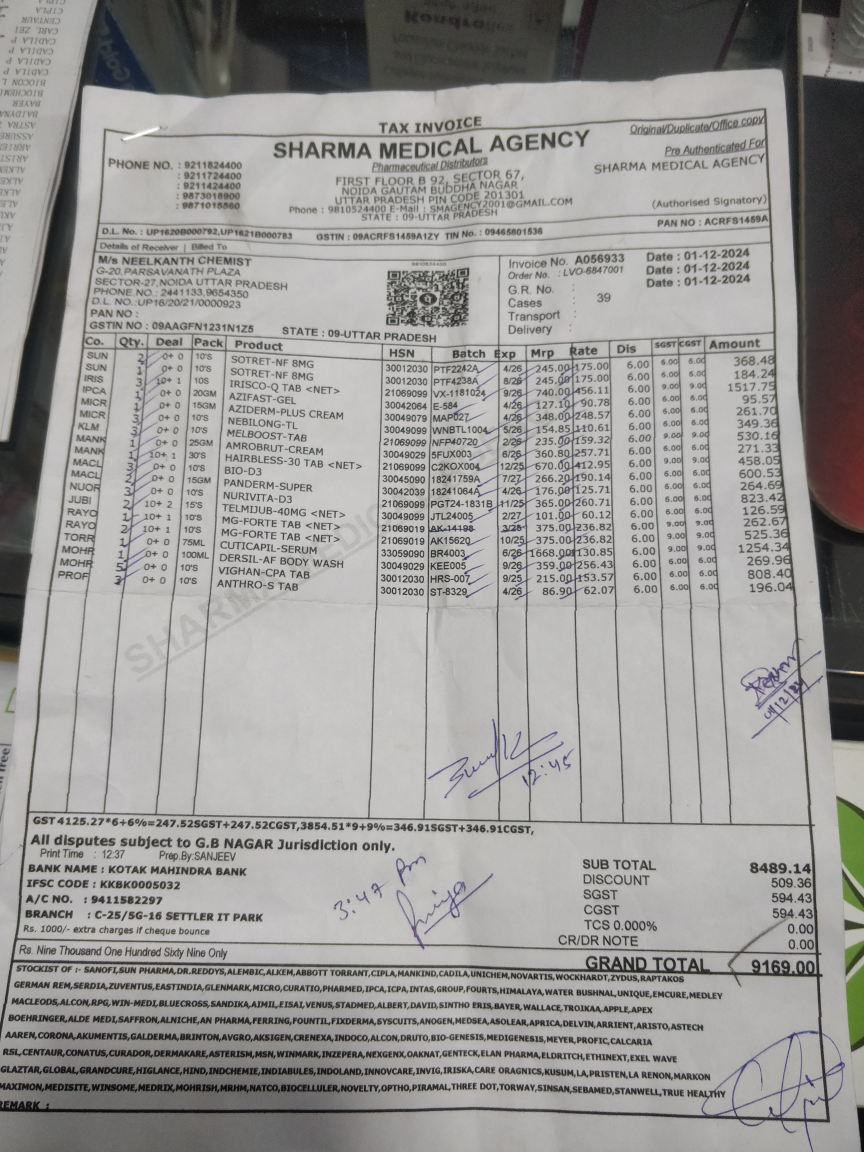 TAX INVOICE
Original/Duplicate/Office copy
SHARMA MEDICAL AGENCY
Pharmaceutical Distributors
Pre Authenticated For
SHARMA MEDICAL AGENCY
PHONE NO. : 9211824400
: 9211724400
: 9211424400
: 9873018900
: 9871018560
FIRST FLOOR B 92, SECTOR 67,
NOIDA GAUTAM BUDDHA NAGAR
UTTAR PRADESH PIN CODE 201301
Phone : 9810524400 E-Mail : SMAGENCY2001@GMAIL.COM
STATE : 09-UTTAR PRADESH
(Authorised Signatory)
D.L. No. : UP1620B000792,UP1621B000783 GSTIN : 09ACRFS1459A1ZY TIN No. : 09465801536 PAN NO : ACRFS1459A
Details of Receiver | Billed To
M/s NEELKANTH CHEMIST
G-20,PARSAVANATH PLAZA
SECTOR-27,NOIDA UTTAR PRADESH
PHONE.NO.: 2441133,9654350
D.L. NO.:UP16/20/21/0000923
PAN NO :
GSTIN NO : 09AAGFN1231N1Z5 STATE : 09-UTTAR PRADESH
Invoice No. A056933 Date : 01-12-2024
Order No. : LVO-6847001 Date : 01-12-2024
G.R. No. : Date : 01-12-2024
Cases : 39
Transport :
Delivery :
Co. Qty. Deal Pack Product HSN Batch Exp Mrp Rate Dis SGST CGST Amount
SUN 2 0+ 0 10'S SOTRET-NF 8MG 30012030 PTF2242A 4/26 245.00 175.00 6.00 6.00 6.00 368.48
SUN 1 0+ 0 10'S SOTRET-NF 8MG 30012030 PTF4238A 8/26 245.00 175.00 6.00 6.00 6.00 184.24
IRIS 3 10+ 1 10S IRISCO-Q TAB <NET> 21069099 VX-1181024 9/26 740.00 456.11 6.00 9.00 9.00 1517.75
IPCA 1 0+ 0 20GM AZIFAST-GEL 30042064 E-584 4/26 127.10 90.78 6.00 6.00 6.00 95.57
MICR 1 0+ 0 15GM AZIDERM-PLUS CREAM 30049079 MAP027 4/26 348.00 248.57 6.00 6.00 6.00 261.70
MICR 3 0+ 0 10'S NEBILONG-TL 30049099 WNBTL1004 5/26 154.85 110.61 6.00 6.00 6.00 349.36
KLM 3 0+ 0 10'S MELBOOST-TAB 21069099 NFP40720 2/26 235.00 159.32 6.00 9.00 9.00 530.16
MANK 1 0+ 0 25GM AMROBRUT-CREAM 30049029 5FUX003 6/26 360.80 257.71 6.00 6.00 6.00 271.33
MANK 1 10+ 1 30'S HAIRBLESS-30 TAB <NET> 21069099 C2KOX004 12/25 670.00 412.95 6.00 9.00 9.00 458.05
MACL 3 0+ 0 10'S BIO-D3 30045090 18241759A 7/27 266.20 190.14 6.00 6.00 6.00 600.53
MACL 2 0+ 0 15GM PANDERM-SUPER 30042039 18241064A 4/26 176.00 125.71 6.00 6.00 6.00 264.69
NUOR 3 0+ 0 10'S NURIVITA-D3 21069099 PGT24-1831B 11/25 365.00 260.71 6.00 9.00 9.00 823.42
JUBI 2 10+ 2 15'S TELMIJUB-40MG <NET> 30049099 JTL24005 2/27 101.00 60.12 6.00 6.00 6.00 126.59
RAYO 1 10+ 1 10'S MG-FORTE TAB <NET> 21069019 AK-14198 3/26 375.00 236.82 6.00 9.00 9.00 262.67
RAYO 2 10+ 1 10'S MG-FORTE TAB <NET> 21069019 AK15620 10/25 375.00 236.82 6.00 9.00 9.00 525.36
TORR 1 0+ 0 75ML CUTICAPIL-SERUM 33059090 BR4003 6/26 1668.00 1130.85 6.00 9.00 9.00 1254.34
MOHR 1 0+ 0 100ML DERSIL-AF BODY WASH 30049029 KEE005 9/26 359.00 256.43 6.00 6.00 6.00 269.96
MOHR 5 0+ 0 10'S VIGHAN-CPA TAB 30012030 HRS-007 9/25 215.00 153.57 6.00 6.00 6.00 808.40
PROF 3 0+ 0 10'S ANTHRO-S TAB 30012030 ST-8329 4/26 86.90 62.07 6.00 6.00 6.00 196.04
12:45
GST 4125.27*6+6%=247.52SGST+247.52CGST,3854.51*9+9%=346.91SGST+346.91CGST,
All disputes subject to G.B NAGAR Jurisdiction only.
Print Time : 12:37 Prep.By:SANJEEV
BANK NAME : KOTAK MAHINDRA BANK
IFSC CODE : KKBK0005032
A/C NO. : 9411582297
BRANCH : C-25/5G-16 SETTLER IT PARK
Rs. 1000/- extra charges if cheque bounce
3:47 Pm
SUB TOTAL 8489.14
DISCOUNT 509.36
SGST 594.43
CGST 594.43
TCS 0.000% 0.00
CR/DR NOTE 0.00
Rs. Nine Thousand One Hundred Sixty Nine Only
GRAND TOTAL 9169.00
STOCKIST OF :- SANOFI,SUN PHARMA,DR.REDDYS,ALEMBIC,ALKEM,ABBOTT TORRANT,CIPLA,MANKIND,CADILA,UNICHEM,NOVARTIS,WOCKHARDT,ZYDUS,RAPTAKOS
GERMAN REM,SERDIA,ZUVENTUS,EASTINDIA,GLENMARK,MICRO,CURATIO,PHARMED,IPCA,ICPA,INTAS,GROUP,FOURTS,HIMALAYA,WATER BUSHNAL,UNIQUE,EMCURE,MEDLEY
MACLEODS,ALCON,RPG,WIN-MEDI,BLUECROSS,SANDIKA,AIMIL,EISAI,VENUS,STADMED,ALBERT,DAVID,SINTHO ERIS,BAYER,WALLACE,TROIKAA,APPLE,APEX
BOEHRINGER,ALDE MEDI,SAFFRON,ALNICHE,AN PHARMA,FERRING,FOUNTIL,FIXDERMA,SYSCUITS,ANOGEN,MEDSEA,ASOLEAR,APRICA,DELVIN,ARRIENT,ARISTO,ASTECH
AAREN,CORONA,AKUMENTIS,GALDERMA,BRINTON,AVGRO,AKSIGEN,CRENEXA,INDOCO,ALCON,DRUTO,BIO-GENESIS,MEDIGENESIS,MEYER,PROFIC,CALCARIA
RSL,CENTAUR,CONATUS,CURADOR,DERMAKARE,ASTERISM,MSN,WINMARK,INZEPERA,NEXGENX,OAKNAT,GENTECK,ELAN PHARMA,ELDRITCH,ETHINEXT,EXEL WAVE
GLAZTAR,GLOBAL,GRANDCURE,HIGLANCE,HIND,INDCHEMIE,INDIABULES,INDOLAND,INNOVCARE,INVIG,IRISKA,CARE ORAGNICS,KUSUM,LA,PRISTEN,LA RENON,MARKON
MAXIMON,MEDISITE,WINSOME,MEDRIX,MOHRISH,MRHM,NATCO,BIOCELLULER,NOVELTY,OPTHO,PIRAMAL,THREE DOT,TORWAY,SINSAN,SEBAMED,STANWELL,TRUE HEALTHY
REMARK :